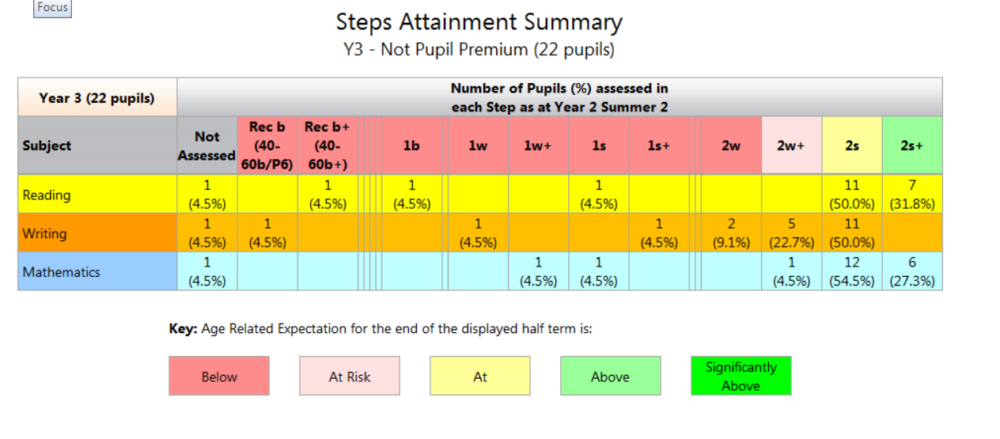 Focus
Steps Attainment Summary
Y3 - Not Pupil Premium (22 pupils)
Year 3 (22 pupils)
Number of Pupils (%) assessed in
each Step as at Year 2 Summer 2
Subject
Not
Assessed
Rec b
(40-
60b/P6)
Rec b+
(40-
60b+)
1b
1w
1w+
1s
1s+
2w
2w+
2s
2s+
Reading
1
(4.5%)
1
(4.5%)
1
(4.5%)
1
(4.5%)
11
(50.0%)
7
(31.8%)
Writing
1
(4.5%)
1
(4.5%)
1
(4.5%)
1
(4.5%)
2
(9.1%)
5
(22.7%)
11
(50.0%)
Mathematics
1
(4.5%)
1
(4.5%)
1
(4.5%)
1
(4.5%)
12
(54.5%)
6
(27.3%)
Key: Age Related Expectation for the end of the displayed half term is:
Below
At Risk
At
Above
Significantly
Above